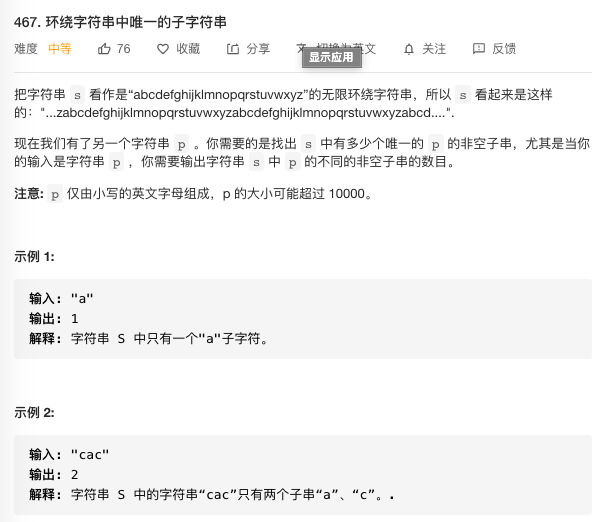 467. 环绕字符串中唯一的子字符串
难度 中等 76 收藏 分享 切换为英文 关注 反馈
显示应用
把字符串 s 看作是“abcdefghijklmnopqrstuvwxyz”的无限环绕字符串，所以 s 看起来是这样
的："...zabcdefghijklmnopqrstuvwxyzabcdefghijklmnopqrstuvwxyzabcd....".
现在我们有了另一个字符串 p 。你需要的是找出 s 中有多少个唯一的 p 的非空子串，尤其是当你
的输入是字符串 p ，你需要输出字符串 s 中 p 的不同的非空子串的数目。
注意: p 仅由小写的英文字母组成，p 的大小可能超过 10000。
示例 1:
输入: "a"
输出: 1
解释: 字符串 S 中只有一个"a"子字符。
示例 2:
输入: "cac"
输出: 2
解释: 字符串 S 中的字符串“cac”只有两个子串“a”、“c”。.